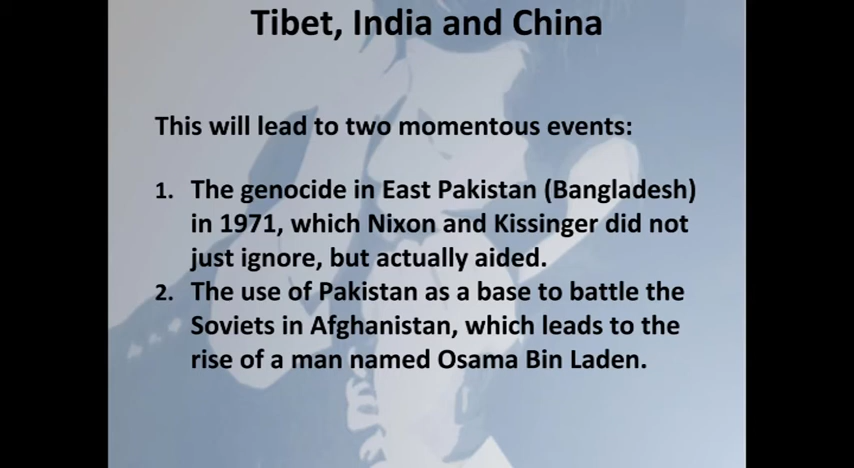 Tibet, India and China
This will lead to two momentous events:
1. The genocide in East Pakistan (Bangladesh)
in 1971, which Nixon and Kissinger did not
just ignore, but actually aided.
2. The use of Pakistan as a base to battle the
Soviets in Afghanistan, which leads to the
rise of a man named Osama Bin Laden.